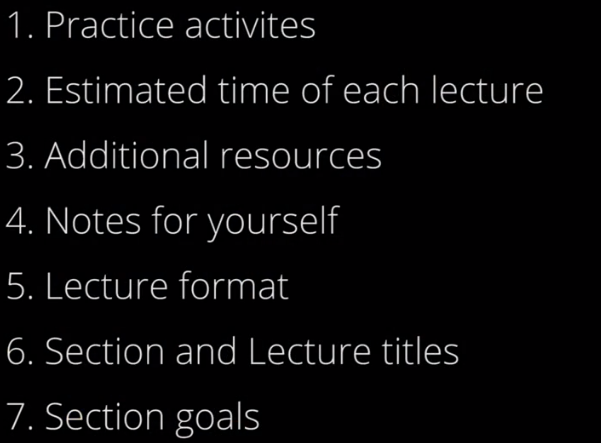 1. Practice activites
2. Estimated time of each lecture
3. Additional resources
4. Notes for yourself
5. Lecture format
6. Section and Lecture titles
7. Section goals